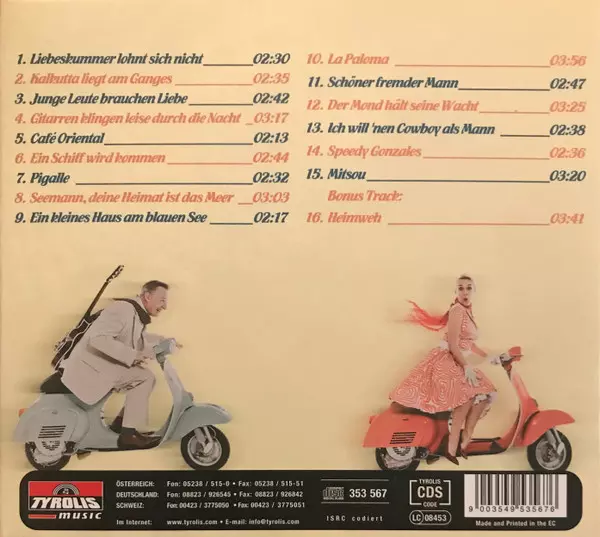 1. Liebeskummer lohnt sich nicht 02:30
2. Kalkutta liegt am Ganges 02:35
3. Junge Leute brauchen Liebe 02:42
4. Gitarren klingen leise durch die Nacht 03:17
5. Café Oriental 02:13
6. Ein Schiff wird kommen 02:44
7. Pigalle 02:32
8. Seemann, deine Heimat ist das Meer 03:03
9. Ein kleines Haus am blauen See 02:17
10. La Paloma 03:56
11. Schöner fremder Mann 02:47
12. Der Mond hält seine Wacht 03:25
13. Ich will 'nen Cowboy als Mann 02:38
14. Speedy Gonzales 02:36
15. Mitsou 03:20
Bonus Track:
16. Heimweh 03:41
TYROLIS
music
ÖSTERREICH: Fon: 05238 / 515-0 • Fax: 05238 / 515-51
DEUTSCHLAND: Fon: 08823 / 926545 • Fax: 08823 / 926842
SCHWEIZ: Fon: 00423 / 3775050 • Fax: 00423 / 3775051
Im Internet: www.tyrolis.com • E-mail: info@tyrolis.com
353 567
ISRC codiert
TYROLIS
CDS
CODE
LC 08453
9 003549 535676
Made and Printed in the EC